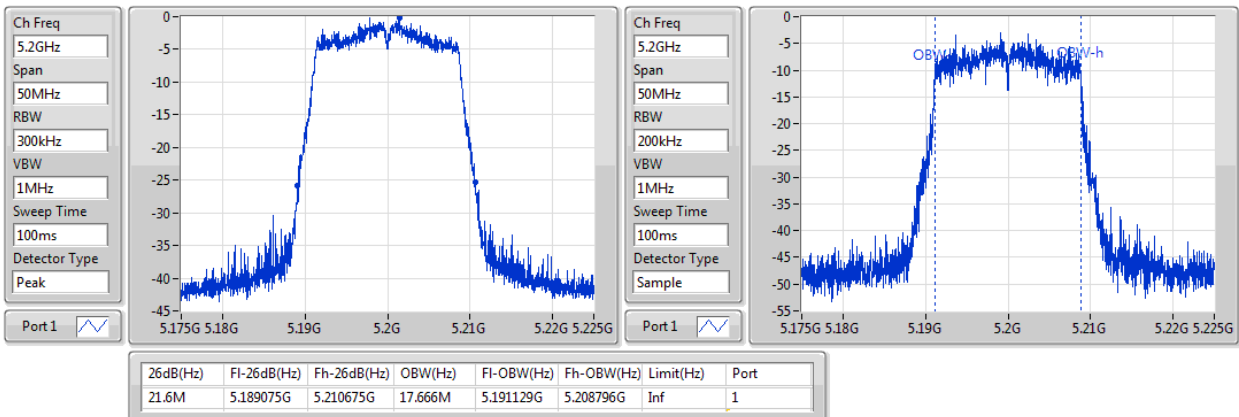 Ch Freq
5.2GHz
Span
50MHz
RBW
300kHz
VBW
1MHz
Sweep Time
100ms
Detector Type
Peak
Port 1
0
-5
-10
-15
-20
-25
-30
-35
-40
-45
5.175G 5.18G 5.19G 5.2G 5.21G 5.22G 5.225G
Ch Freq
5.2GHz
Span
50MHz
RBW
200kHz
VBW
1MHz
Sweep Time
100ms
Detector Type
Sample
Port 1
0
-5
-10
-15
-20
-25
-30
-35
-40
-45
-50
-55
OBW-h
5.175G 5.18G 5.19G 5.2G 5.21G 5.22G 5.225G
26dB(Hz) Fl-26dB(Hz) Fh-26dB(Hz) OBW(Hz) Fl-OBW(Hz) Fh-OBW(Hz) Limit(Hz) Port
21.6M 5.189075G 5.210675G 17.666M 5.191129G 5.208796G Inf 1